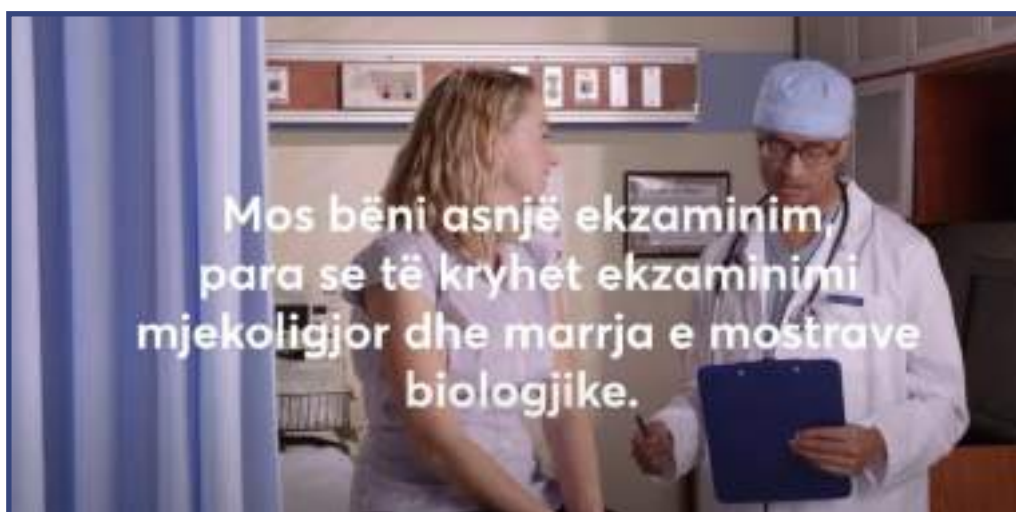 Mos bëni asnjë ekzaminim,
para se të kryhet ekzaminimi
mjekoligjor dhe marrja e mostrave
biologjike.